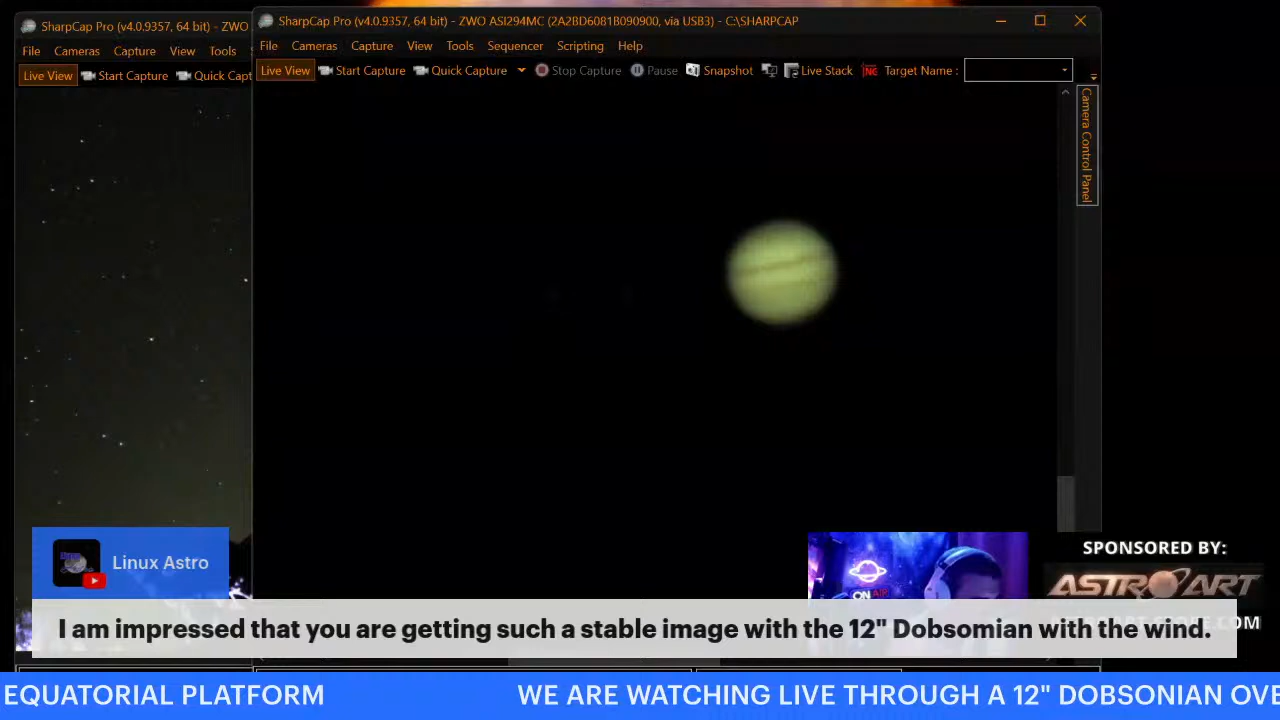 SharpCap Pro (v4.0.9357, 64 bit) - ZWO
File Cameras Capture View Tools
Live View Start Capture Quick Capt
SharpCap Pro (v4.0.9357, 64 bit) - ZWO ASI294MC (2A2BD6081B090900, via USB3) - C:\SHARPCAP
File Cameras Capture View Tools Sequencer Scripting Help
Live View Start Capture Quick Capture Stop Capture Pause Snapshot Live Stack Target Name :
Camera Control Panel
Linux Astro
ON AIR
SPONSORED BY:
ASTROART
I am impressed that you are getting such a stable image with the 12" Dobsomian with the wind.
EQUATORIAL PLATFORM WE ARE WATCHING LIVE THROUGH A 12" DOBSONIAN OVE